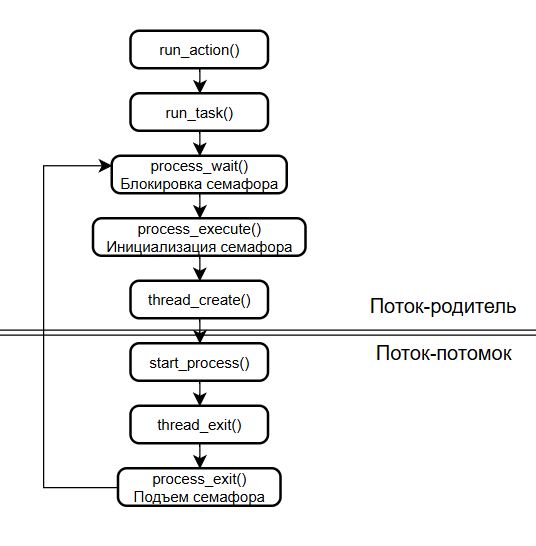 run_action()
run_task()
process_wait()
Блокировка семафора
process_execute()
Инициализация семафора
thread_create()
Поток-родитель
Поток-потомок
start_process()
thread_exit()
process_exit()
Подъем семафора